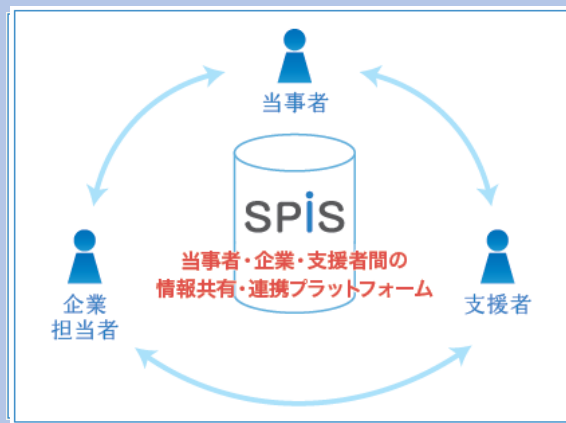 当事者
SPiS
当事者・企業・支援者間の
情報共有・連携プラットフォーム
企業
担当者
支援者